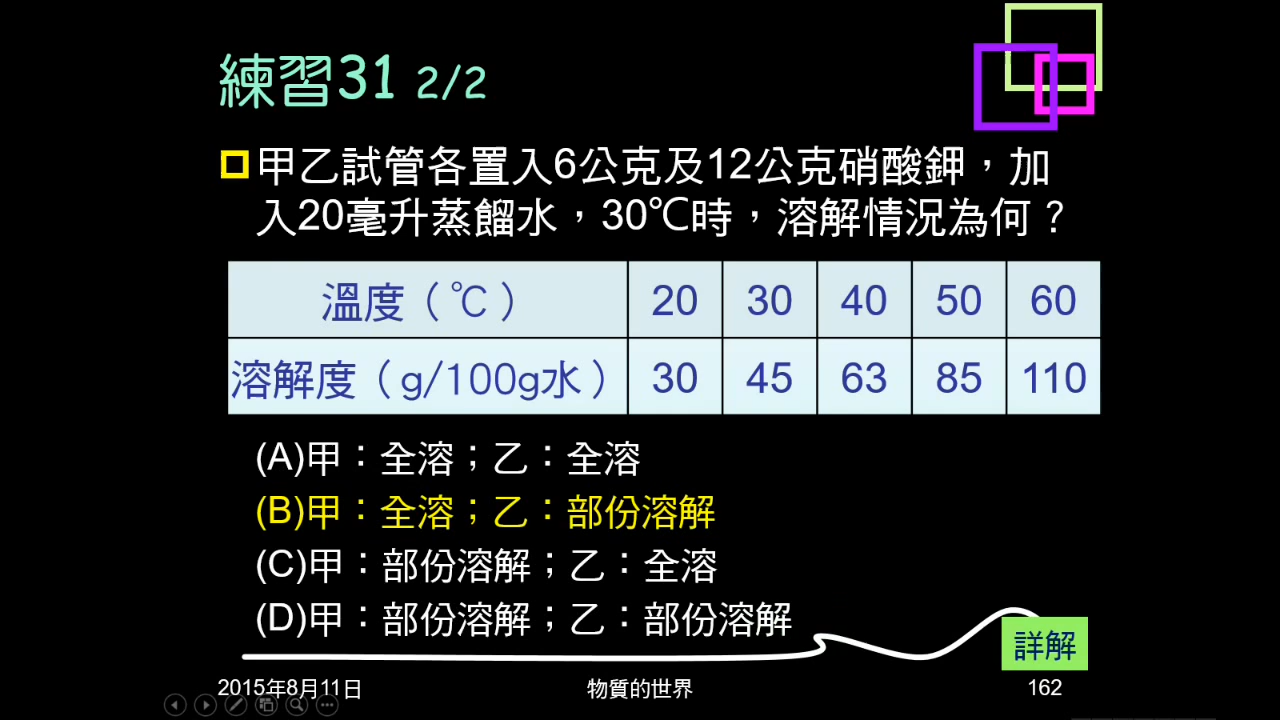 練習31 2/2
甲乙試管各置入6公克及12公克硝酸鉀，加
入20毫升蒸餾水，30℃時，溶解情況為何？
溫度（℃） 20 30 40 50 60
溶解度（g/100g水） 30 45 63 85 110
(A)甲：全溶；乙：全溶
(B)甲：全溶；乙：部份溶解
(C)甲：部份溶解；乙：全溶
(D)甲：部份溶解；乙：部份溶解
詳解
2015年8月11日 物質的世界 162